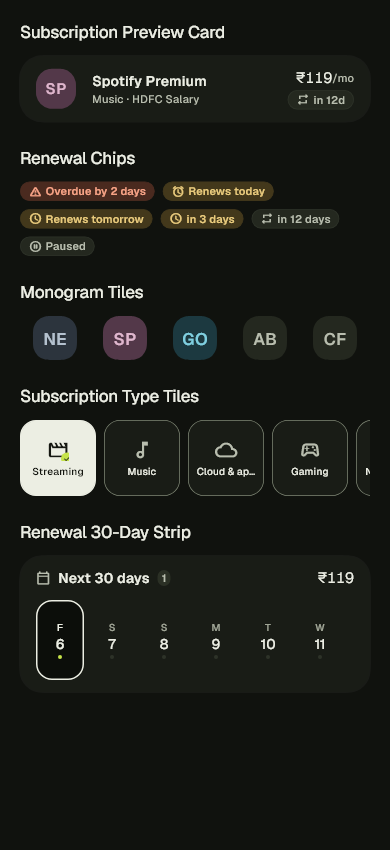 Subscription Preview Card
SP
Spotify Premium
Music · HDFC Salary
₹119/mo
in 12d
Renewal Chips
Overdue by 2 days
Renews today
Renews tomorrow
in 3 days
in 12 days
Paused
Monogram Tiles
NE
SP
GO
AB
CF
Subscription Type Tiles
Streaming
Music
Cloud & ap...
Gaming
Renewal 30-Day Strip
Next 30 days
1
₹119
F S S M T W
6 7 8 9 10 11